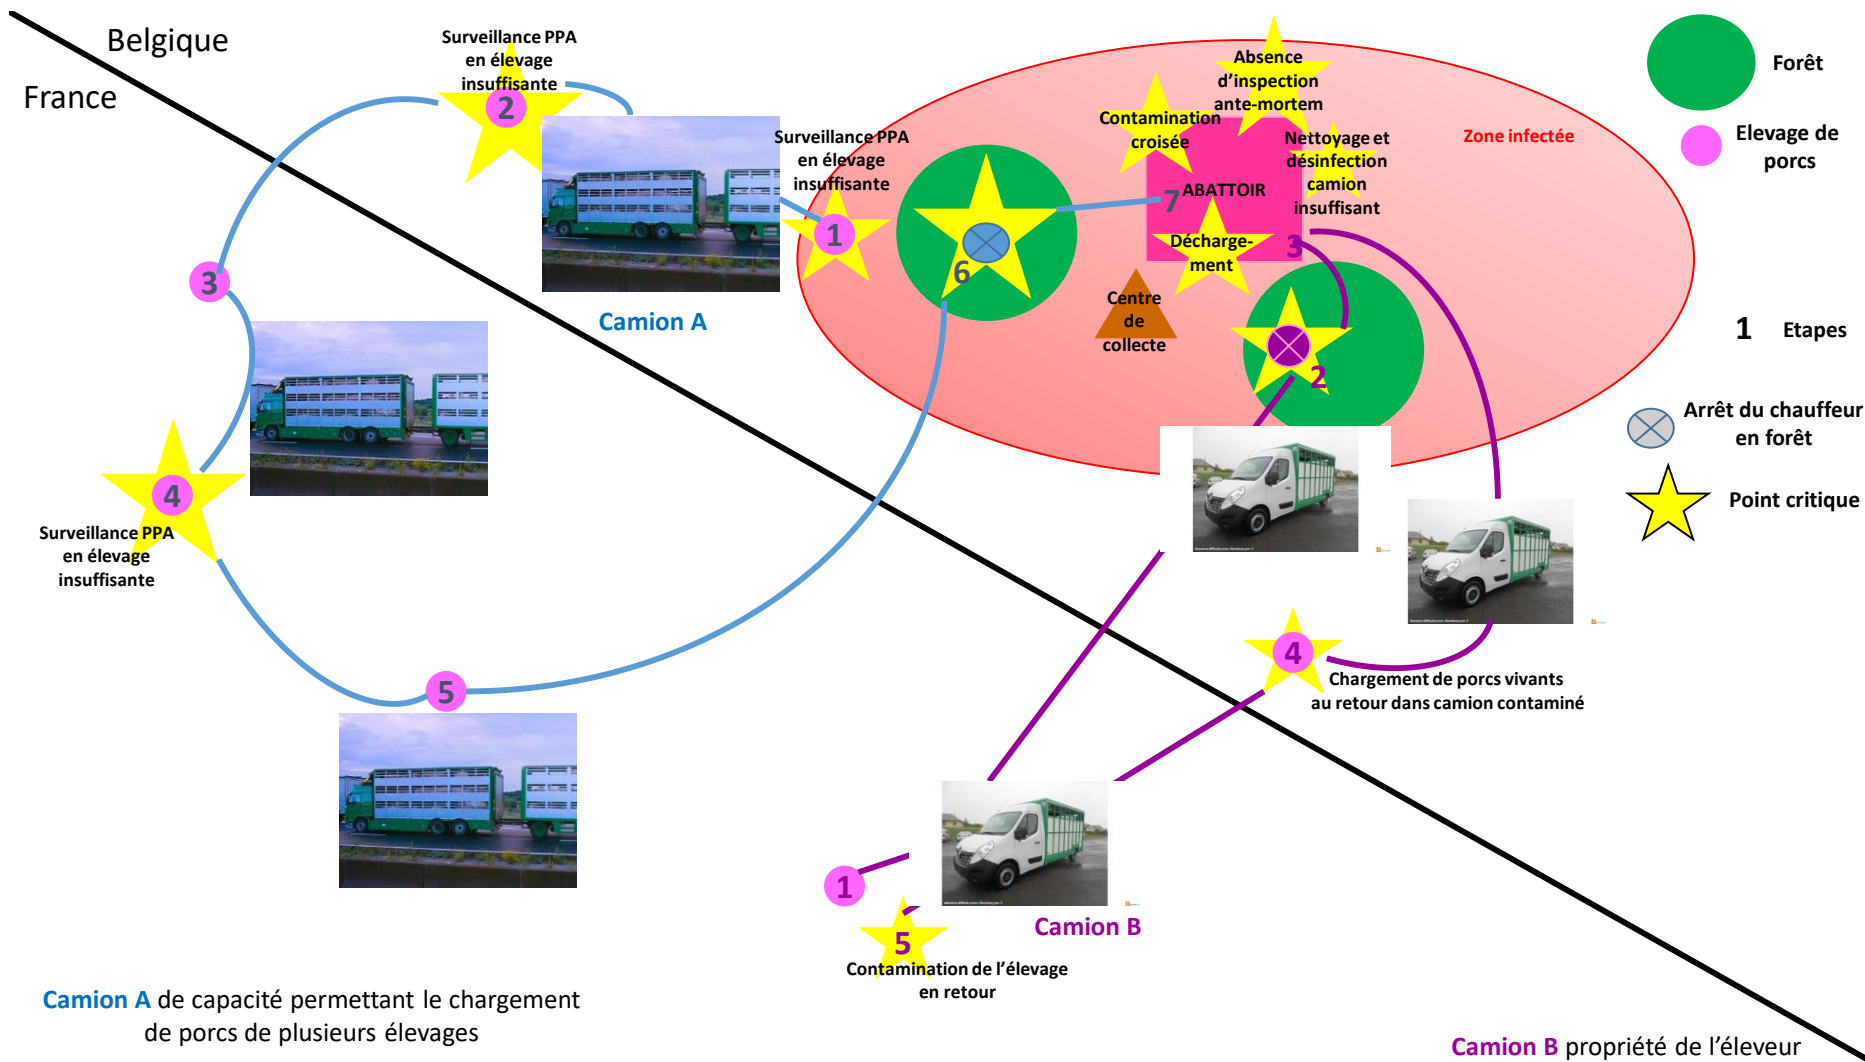 Belgique
France
Surveillance PPA
en élevage
insuffisante
2
Surveillance PPA
en élevage
insuffisante
1
Camion A
3
4
Surveillance PPA
en élevage
insuffisante
5
6
7
Absence
d'inspection
ante-mortem
Contamination
croisée
Nettoyage et
désinfection
camion
insuffisant
ABATTOIR
Décharge-
ment
3
Centre
de
collecte
2
Zone infectée
Forêt
Elevage de
porcs
1 Etapes
Arrêt du chauffeur
en forêt
Point critique
4
Chargement de porcs vivants
au retour dans camion contaminé
1
Camion B
5
Contamination de l'élevage
en retour
Camion A de capacité permettant le chargement
de porcs de plusieurs élevages
Camion B propriété de l'éleveur